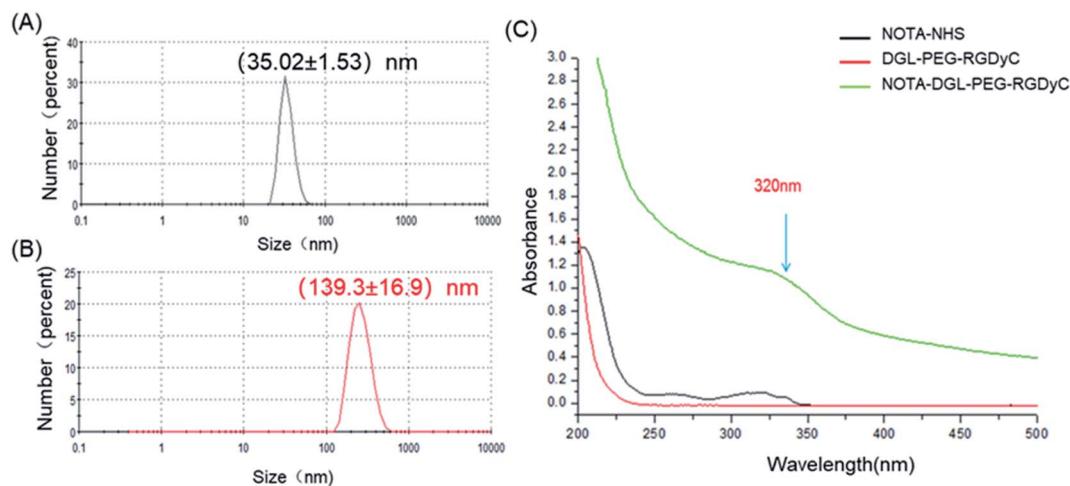 (A)
Number (percent)
40
30
20
10
0
(35.02±1.53) nm
0.1 1 10 100 1000 10000
Size (nm)
(B)
Number (percent)
25
20
15
10
5
0
(139.3±16.9) nm
0.1 1 10 100 1000 10000
Size (nm)
(C)
NOTA-NHS
DGL-PEG-RGDyC
NOTA-DGL-PEG-RGDyC
320nm
Absorbance
3.0
2.8
2.6
2.4
2.2
2.0
1.8
1.6
1.4
1.2
1.0
0.8
0.6
0.4
0.2
0.0
200 250 300 350 400 450 500
Wavelength(nm)